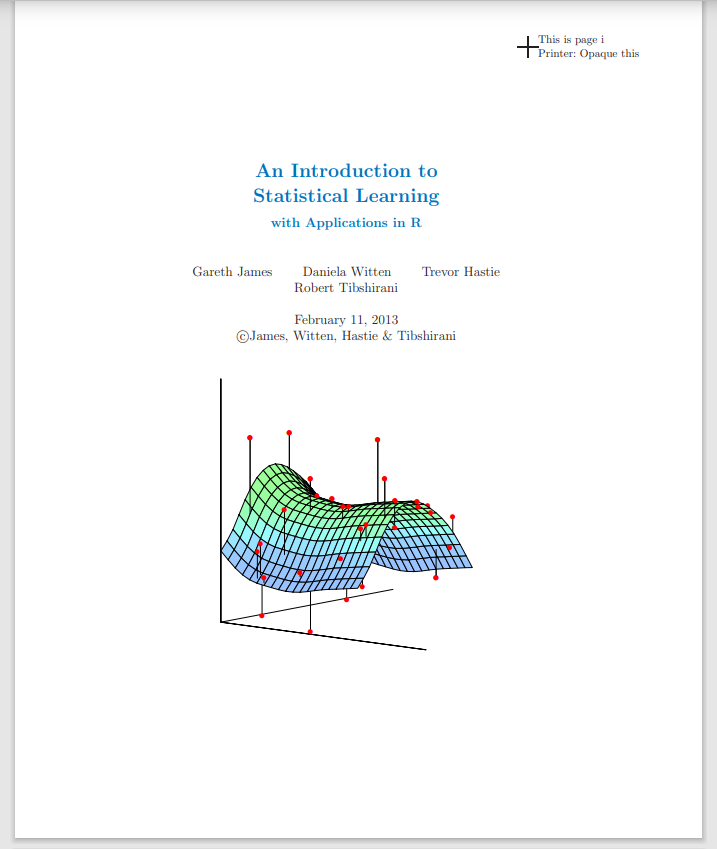 This is page i
Printer: Opaque this
An Introduction to
Statistical Learning
with Applications in R
Gareth James Daniela Witten Trevor Hastie
Robert Tibshirani
February 11, 2013
©James, Witten, Hastie & Tibshirani